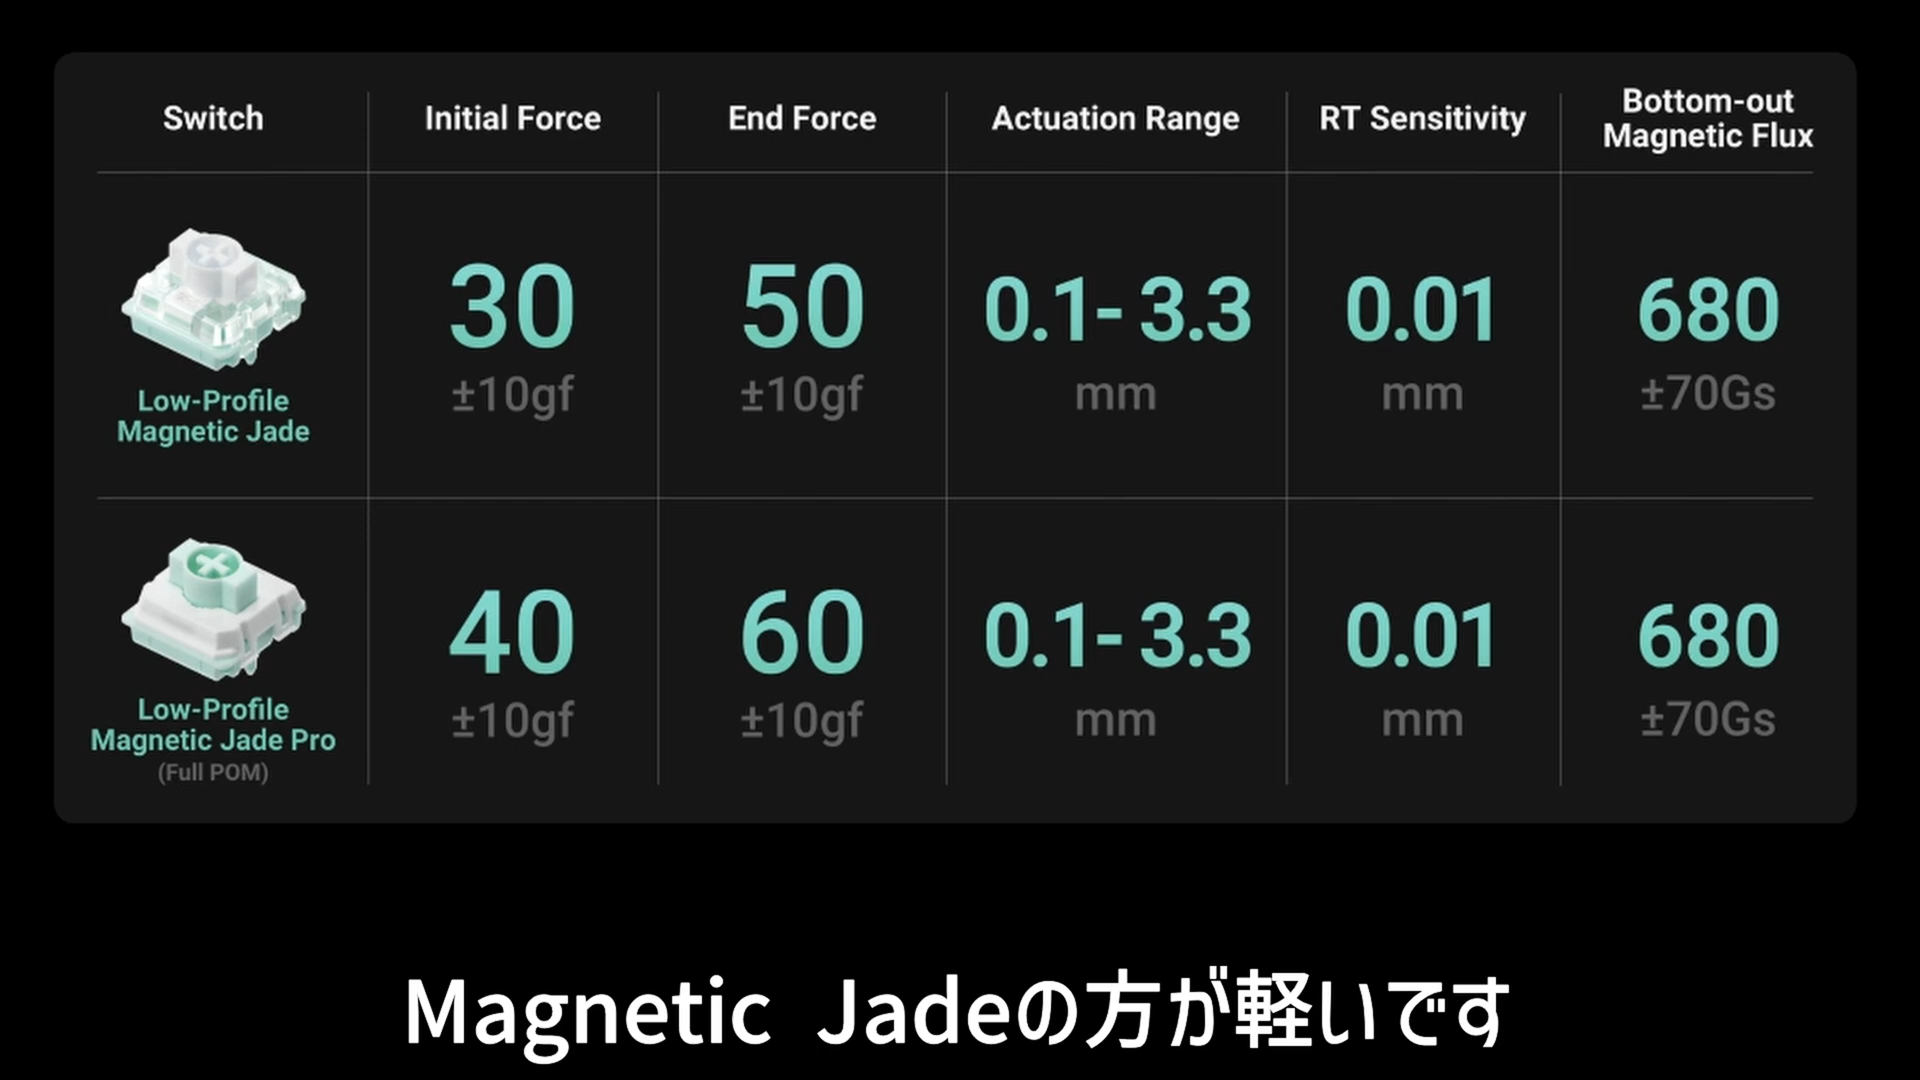 Switch
Initial Force
End Force
Actuation Range
RT Sensitivity
Bottom-out
Magnetic Flux
Low-Profile
Magnetic Jade
30
±10gf
50
±10gf
0.1- 3.3
mm
0.01
mm
680
±70Gs
Low-Profile
Magnetic Jade Pro
(Full POM)
40
±10gf
60
±10gf
0.1- 3.3
mm
0.01
mm
680
±70Gs
Magnetic Jadeの方が軽いです